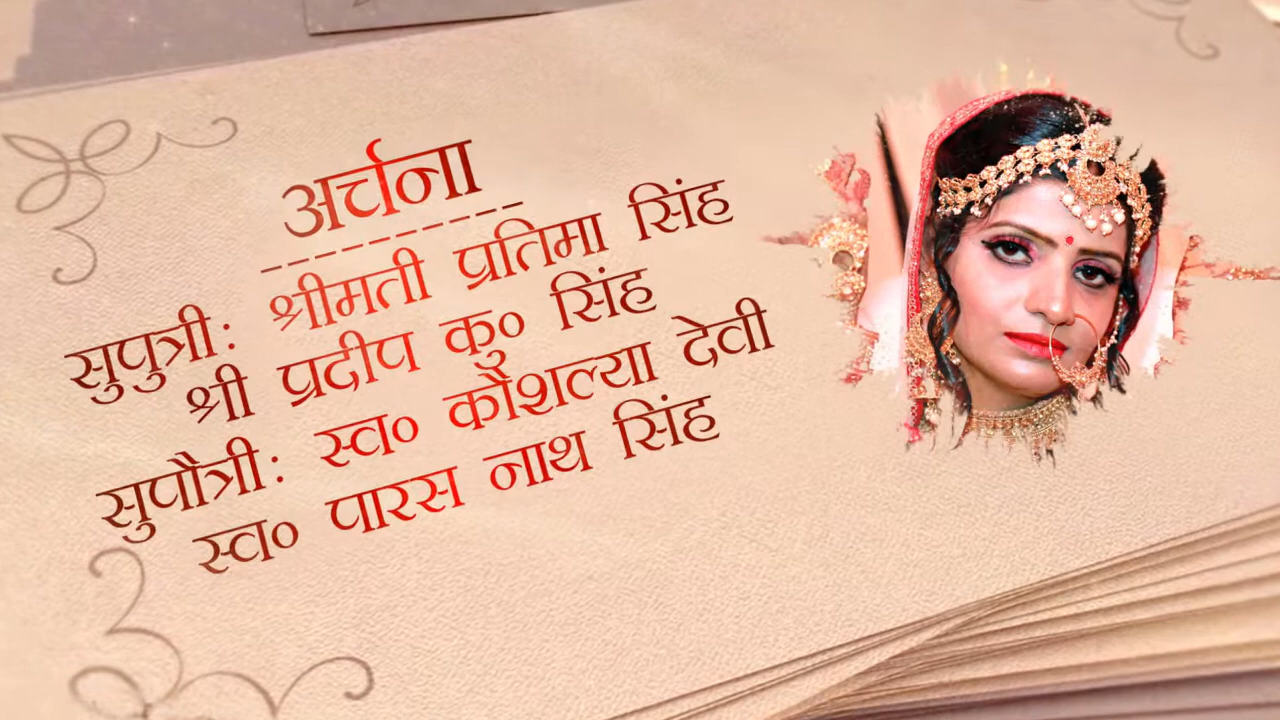 अर्चना
सुपुत्री: श्रीमती प्रतिमा सिंह
श्री प्रदीप कु० सिंह
सुपौत्री: स्व० कौशल्या देवी
स्व० पारस नाथ सिंह